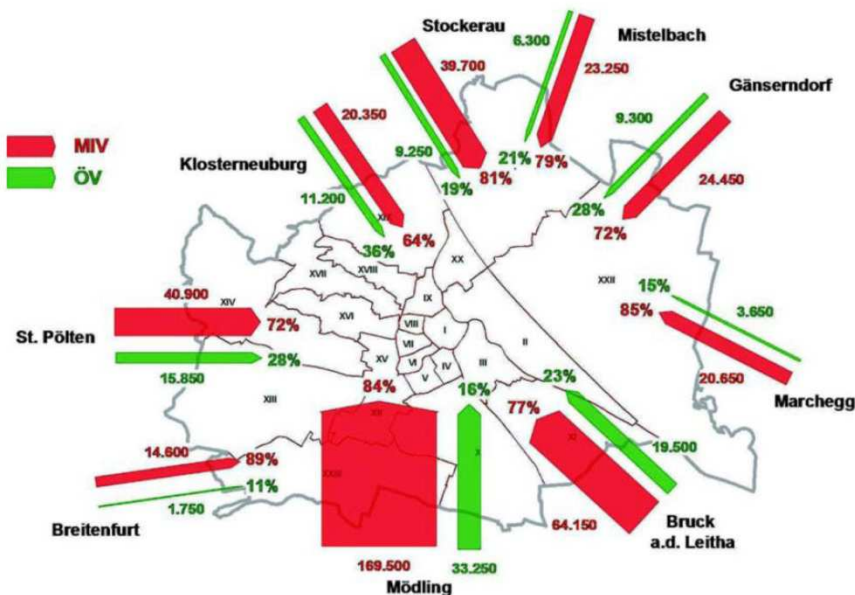 Stockerau
6.300
Mistelbach
39.700
23.250
Gänserndorf
20.350
9.300
MIV
9.250
21%
79%
ÖV
Klosterneuburg
19%
81%
24.450
11.200
28%
36%
64%
72%
XX
XVII
XVIII
XXII
15%
IX
40.900
XIV
85%
3.650
XVI
VIII
I
St. Pölten
72%
VII
II
28%
XV
VI
IV
III
20.650
15.850
84%
V
16%
23%
Marchegg
XIII
77%
XII
14.600
XI
89%
19.500
XXIII
X
11%
1.750
Breitenfurt
64.150
Bruck
a.d. Leitha
169.500
33.250
Mödling